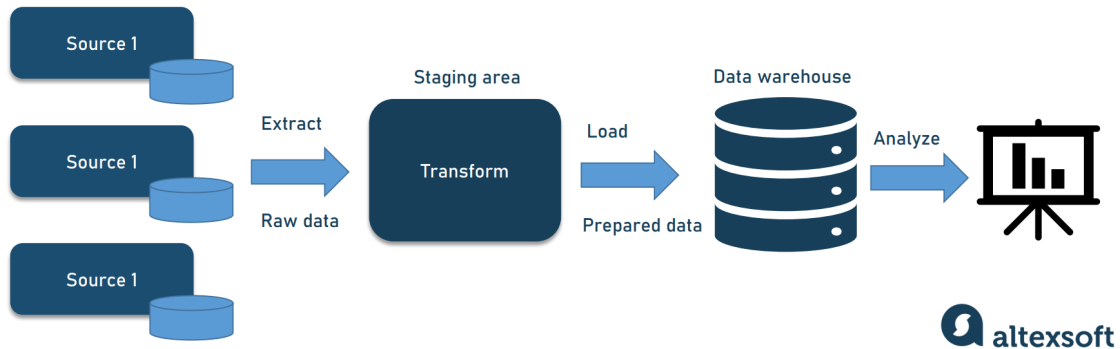 Source 1
Source 1
Source 1
Extract
Raw data
Staging area
Transform
Load
Prepared data
Data warehouse
Analyze
altexsoft